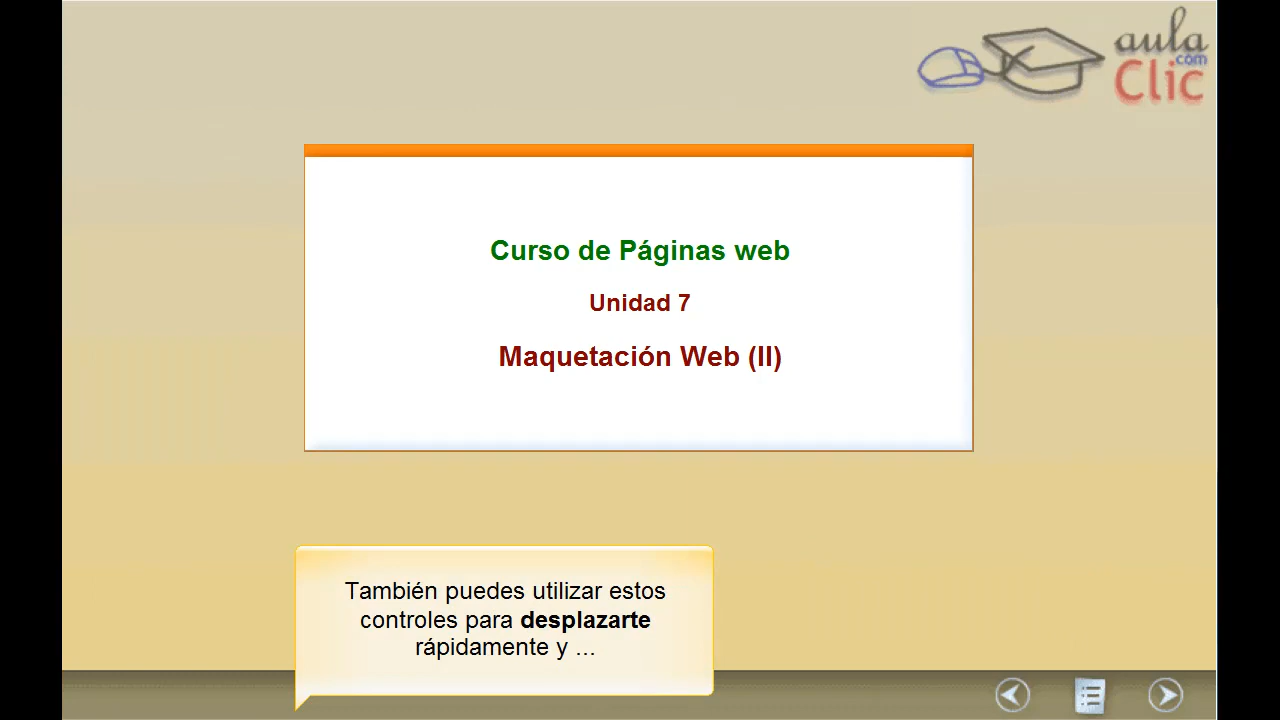 aula
.com
Clic
Curso de Páginas web
Unidad 7
Maquetación Web (II)
También puedes utilizar estos
controles para desplazarte
rápidamente y ...